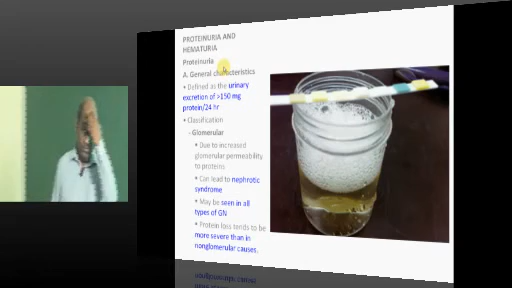 PROTEINURIA AND
HEMATURIA
Proteinuria
A. General characteristics
• Defined as the urinary
excretion of >150 mg
protein/24 hr
• Classification
- Glomerular
• Due to increased
glomerular permeability
to proteins
• Can lead to nephrotic
syndrome
• May be seen in all
types of GN
• Protein loss tends to be
more severe than in
nonglomerular causes.